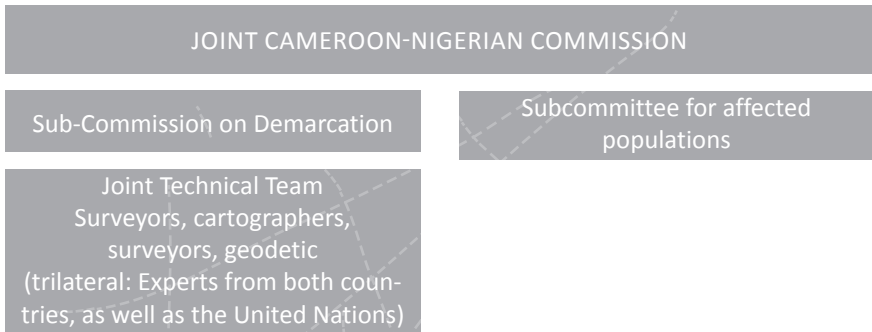 JOINT CAMEROON-NIGERIAN COMMISSION
Sub-Commission on Demarcation
Subcommittee for affected
populations
Joint Technical Team
Surveyors, cartographers,
surveyors, geodetic
(trilateral: Experts from both coun-
tries, as well as the United Nations)